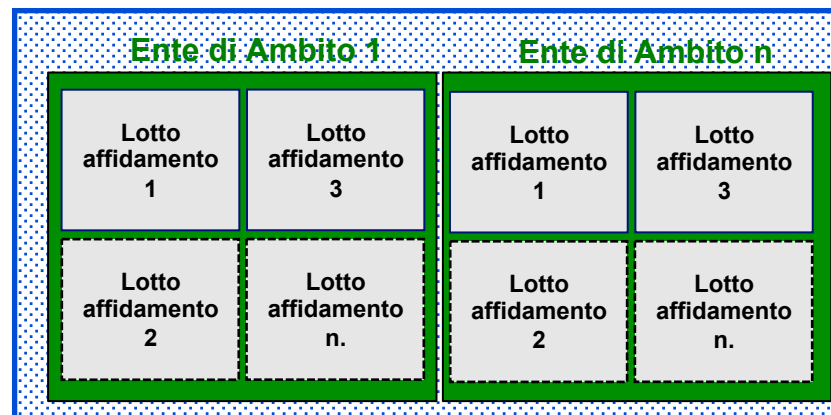 Ente di Ambito 1
Lotto
affidamento
1
Lotto
affidamento
3
Lotto
affidamento
2
Lotto
affidamento
n.
Ente di Ambito n
Lotto
affidamento
1
Lotto
affidamento
3
Lotto
affidamento
2
Lotto
affidamento
n.